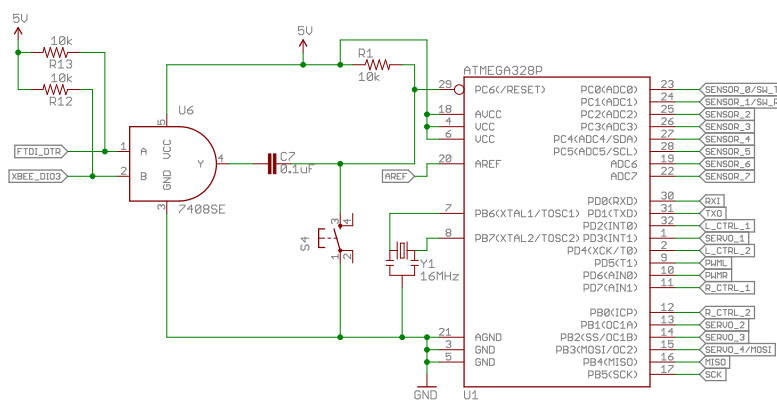 5V
10k
R13
10k
R12
FTDI_DTR
XBEE_DIO3
U6
5
VCC
1
A
Y
4
2
B
GND
3
7408SE
C7
0.1uF
5V
R1
10k
S4
3
4
1
2
Y1
16MHz
AREF
ATMEGA328P
29
PC6(/RESET)
18
AVCC
4
VCC
6
VCC
20
AREF
7
PB6(XTAL1/TOSC1)
8
PB7(XTAL2/TOSC2)
21
AGND
3
GND
5
GND
GND
U1
PC0(ADC0) 23 SENSOR_0/SW_T
PC1(ADC1) 24 SENSOR_1/SW_R
PC2(ADC2) 25 SENSOR_2
PC3(ADC3) 26 SENSOR_3
PC4(ADC4/SDA) 27 SENSOR_4
PC5(ADC5/SCL) 28 SENSOR_5
ADC6 19 SENSOR_6
ADC7 22 SENSOR_7
PD0(RXD) 30 RXI
PD1(TXD) 31 TXO
PD2(INT0) 32 L_CTRL_1
PD3(INT1) 1 SERVO_1
PD4(XCK/T0) 2 L_CTRL_2
PD5(T1) 9 PWML
PD6(AIN0) 10 PWMR
PD7(AIN1) 11 R_CTRL_1
PB0(ICP) 12 R_CTRL_2
PB1(OC1A) 13 SERVO_2
PB2(SS/OC1B) 14 SERVO_3
PB3(MOSI/OC2) 15 SERVO_4/MOSI
PB4(MISO) 16 MISO
PB5(SCK) 17 SCK